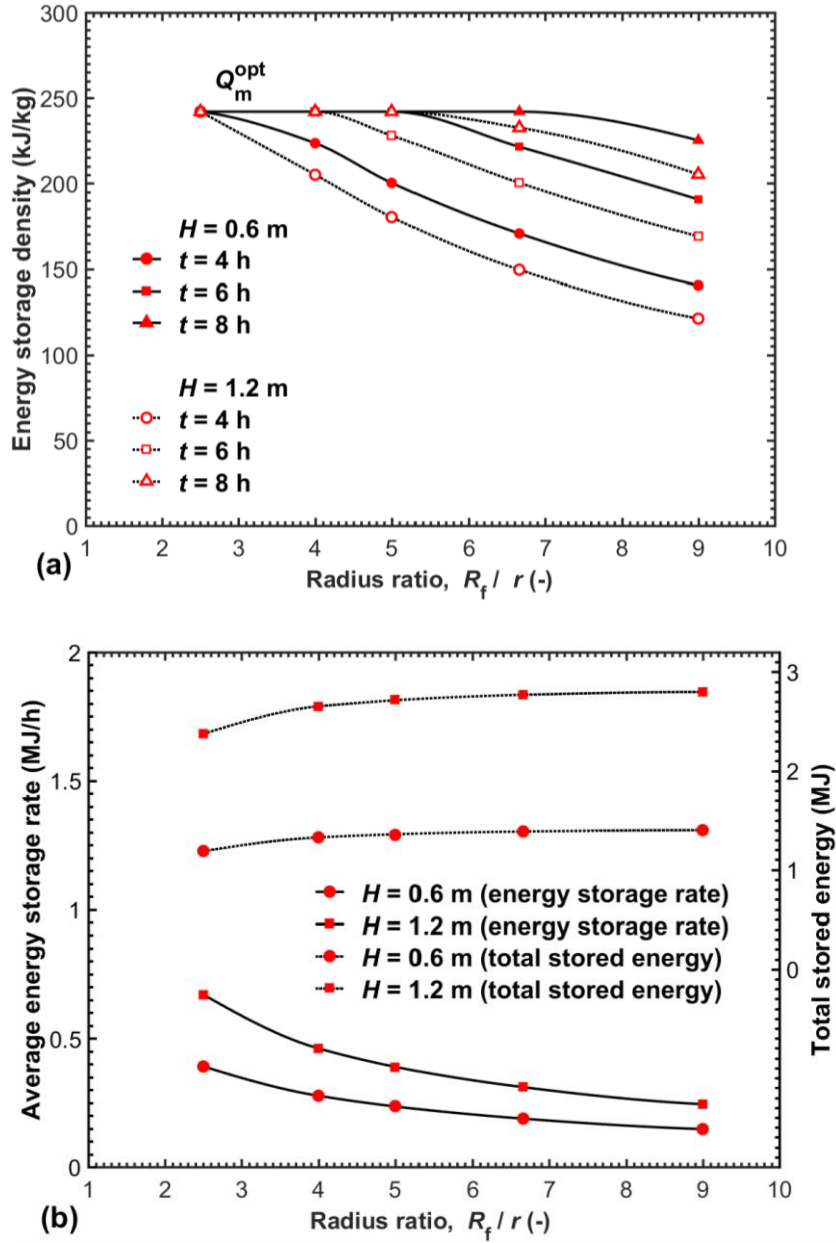 300
250
200
150
100
50
0
Energy storage density (kJ/kg)
Q_m^opt
H = 0.6 m
t = 4 h
t = 6 h
t = 8 h
H = 1.2 m
t = 4 h
t = 6 h
t = 8 h
1 2 3 4 5 6 7 8 9 10
(a)
Radius ratio, R_f / r (-)
2
1.5
1
0.5
0
Average energy storage rate (MJ/h)
3
2
1
0
Total stored energy (MJ)
H = 0.6 m (energy storage rate)
H = 1.2 m (energy storage rate)
H = 0.6 m (total stored energy)
H = 1.2 m (total stored energy)
1 2 3 4 5 6 7 8 9 10
(b)
Radius ratio, R_f / r (-)